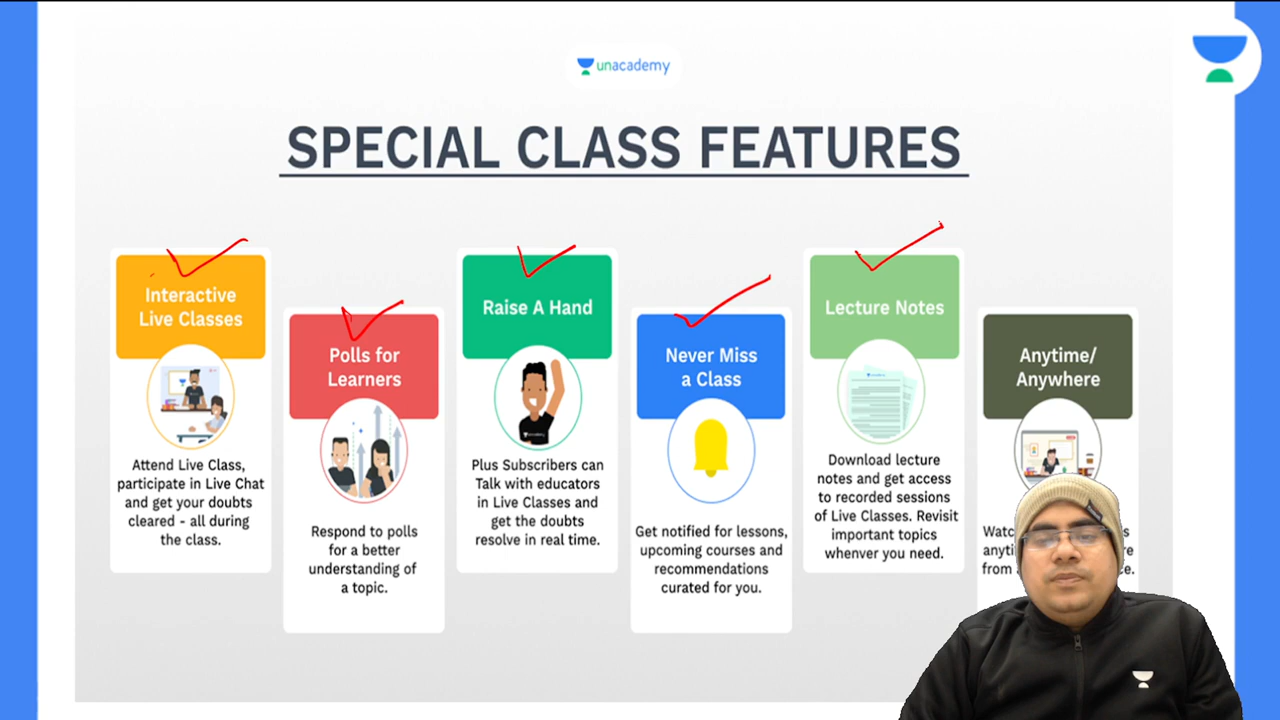 unacademy
SPECIAL CLASS FEATURES
Interactive
Live Classes
Attend Live Class,
participate in Live Chat
and get your doubts
cleared - all during
the class.
Polls for
Learners
Respond to polls
for a better
understanding of
a topic.
Raise A Hand
Plus Subscribers can
Talk with educators
in Live Classes and
get the doubts
resolve in real time.
Never Miss
a Class
Get notified for lessons,
upcoming courses and
recommendations
curated for you.
Lecture Notes
Download lecture
notes and get access
to recorded sessions
of Live Classes. Revisit
important topics
whenver you need.
Anytime/
Anywhere
from